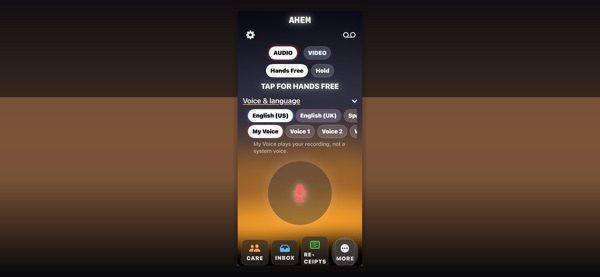 AHEM
AUDIO VIDEO
Hands Free Hold
TAP FOR HANDS FREE
Voice & language
English (US) English (UK)
My Voice Voice 1 Voice 2
My Voice plays your recording, not a
system voice.
CARE INBOX RE-
CEIPTS MORE